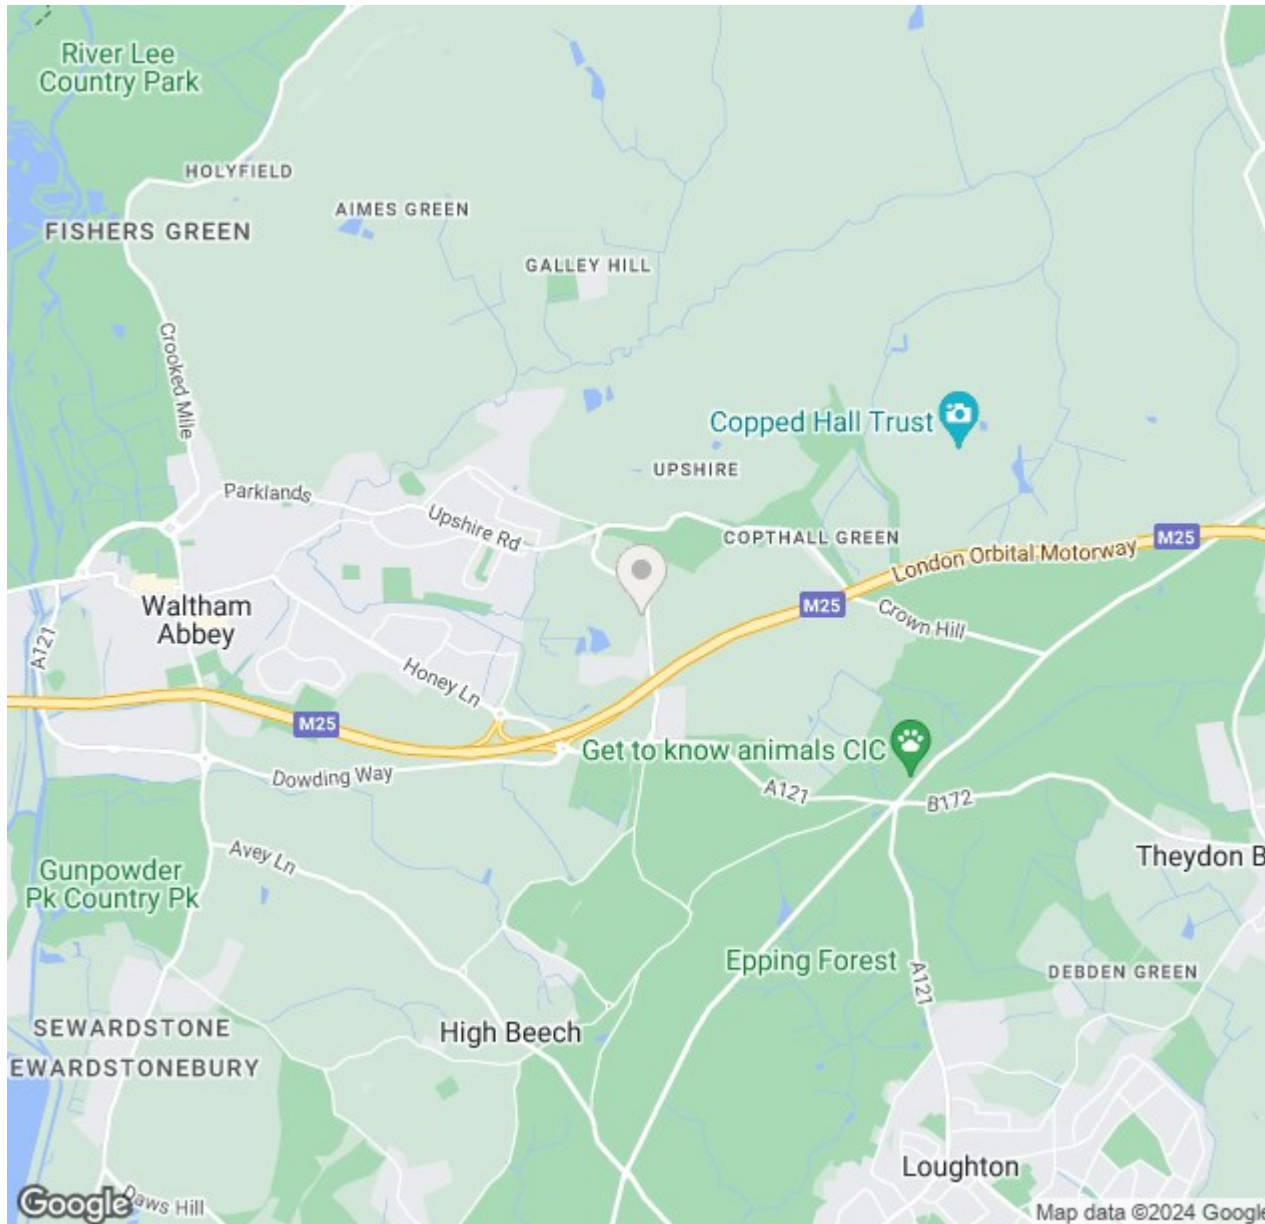 River Lee
Country Park
HOLYFIELD
AIMES GREEN
FISHERS GREEN
GALLEY HILL
Crooked Mile
Copped Hall Trust
UPSHIRE
Parklands
Upshire Rd
COPTHALL GREEN
London Orbital Motorway
M25
M25
Crown Hill
Waltham
Abbey
A121
Honey Ln
M25
Get to know animals CIC
Dowding Way
A121
B172
Avey Ln
Theydon B
Gunpowder
Pk Country Pk
Epping Forest
A121
DEBDEN GREEN
SEWARDSTONE
EWARDSTONEBURY
High Beech
Loughton
Daws Hill
Google
Map data ©2024 Google